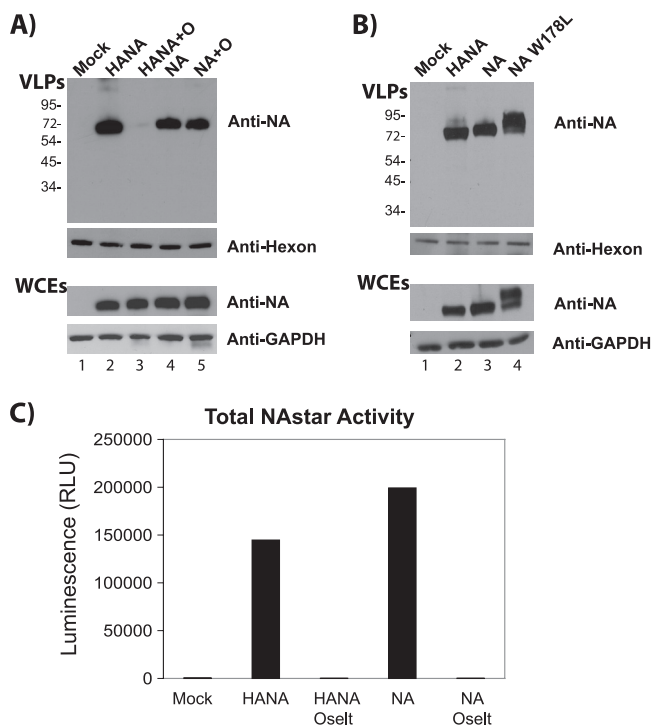 A)
Mock
HANA
HANA+O
NA
NA+O
VLPs
95-
72-
54-
45-
34-
Anti-NA
Anti-Hexon
WCEs
Anti-NA
Anti-GAPDH
1 2 3 4 5
B)
Mock
HANA
NA
NA W178L
VLPs
95-
72-
54-
45-
34-
Anti-NA
Anti-Hexon
WCEs
Anti-NA
Anti-GAPDH
1 2 3 4
C)
Total NAstar Activity
Luminescence (RLU)
250000
200000
150000
100000
50000
0
Mock HANA HANA NA NA
Oselt Oselt